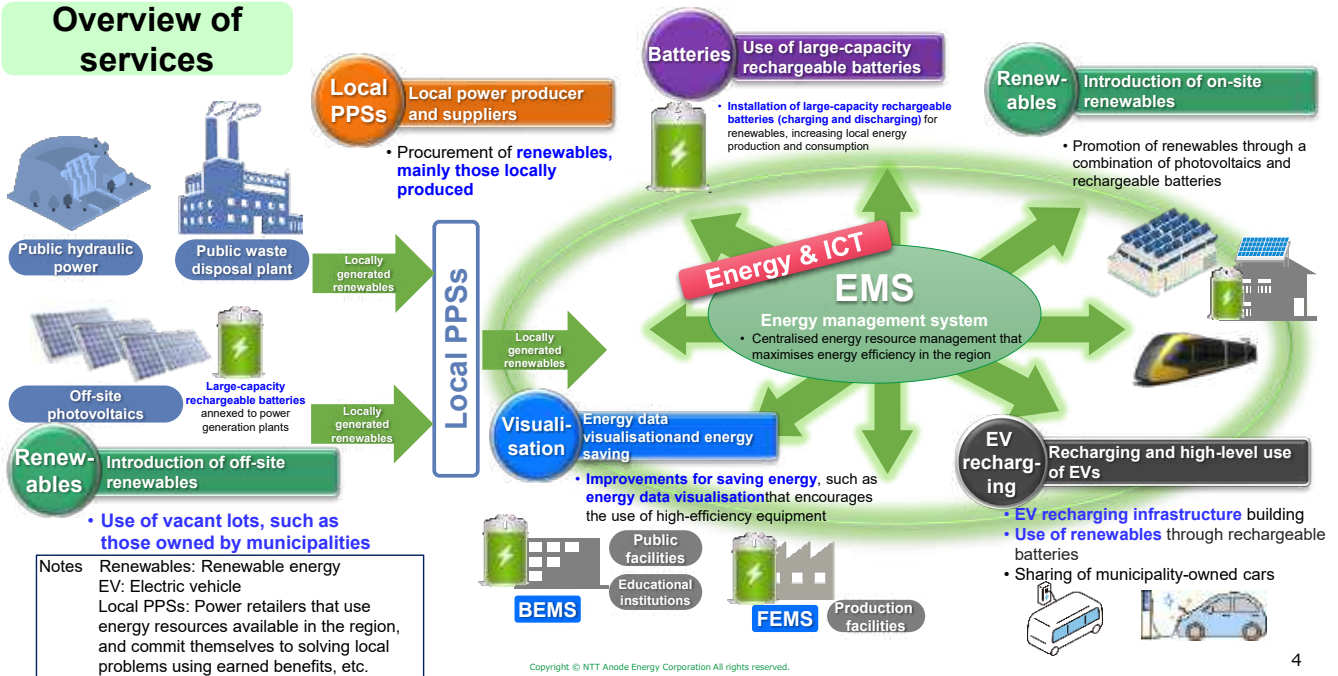 Overview of
services
Local
PPSs
Local power producer
and suppliers
• Procurement of renewables,
mainly those locally
produced
Batteries
Use of large-capacity
rechargeable batteries
• Installation of large-capacity rechargeable
batteries (charging and discharging) for
renewables, increasing local energy
production and consumption
Renew-
ables
Introduction of on-site
renewables
• Promotion of renewables through a
combination of photovoltaics and
rechargeable batteries
Public hydraulic
power
Public waste
disposal plant
Locally
generated
renewables
Off-site
photovoltaics
Large-capacity
rechargeable batteries
annexed to power
generation plants
Locally
generated
renewables
Local PPSs
Locally
generated
renewables
Energy & ICT
EMS
Energy management system
• Centralised energy resource management that
maximises energy efficiency in the region
Renew-
ables
Introduction of off-site
renewables
• Use of vacant lots, such as
those owned by municipalities
Visuali-
sation
Energy data
visualisationand energy
saving
• Improvements for saving energy, such as
energy data visualisationthat encourages
the use of high-efficiency equipment
Public
facilities
Educational
institutions
BEMS
FEMS
Production
facilities
EV
recharg-
ing
Recharging and high-level use
of EVs
• EV recharging infrastructure building
• Use of renewables through rechargeable
batteries
• Sharing of municipality-owned cars
Notes Renewables: Renewable energy
EV: Electric vehicle
Local PPSs: Power retailers that use
energy resources available in the region,
and commit themselves to solving local
problems using earned benefits, etc.
Copyright © NTT Anode Energy Corporation All rights reserved.
4